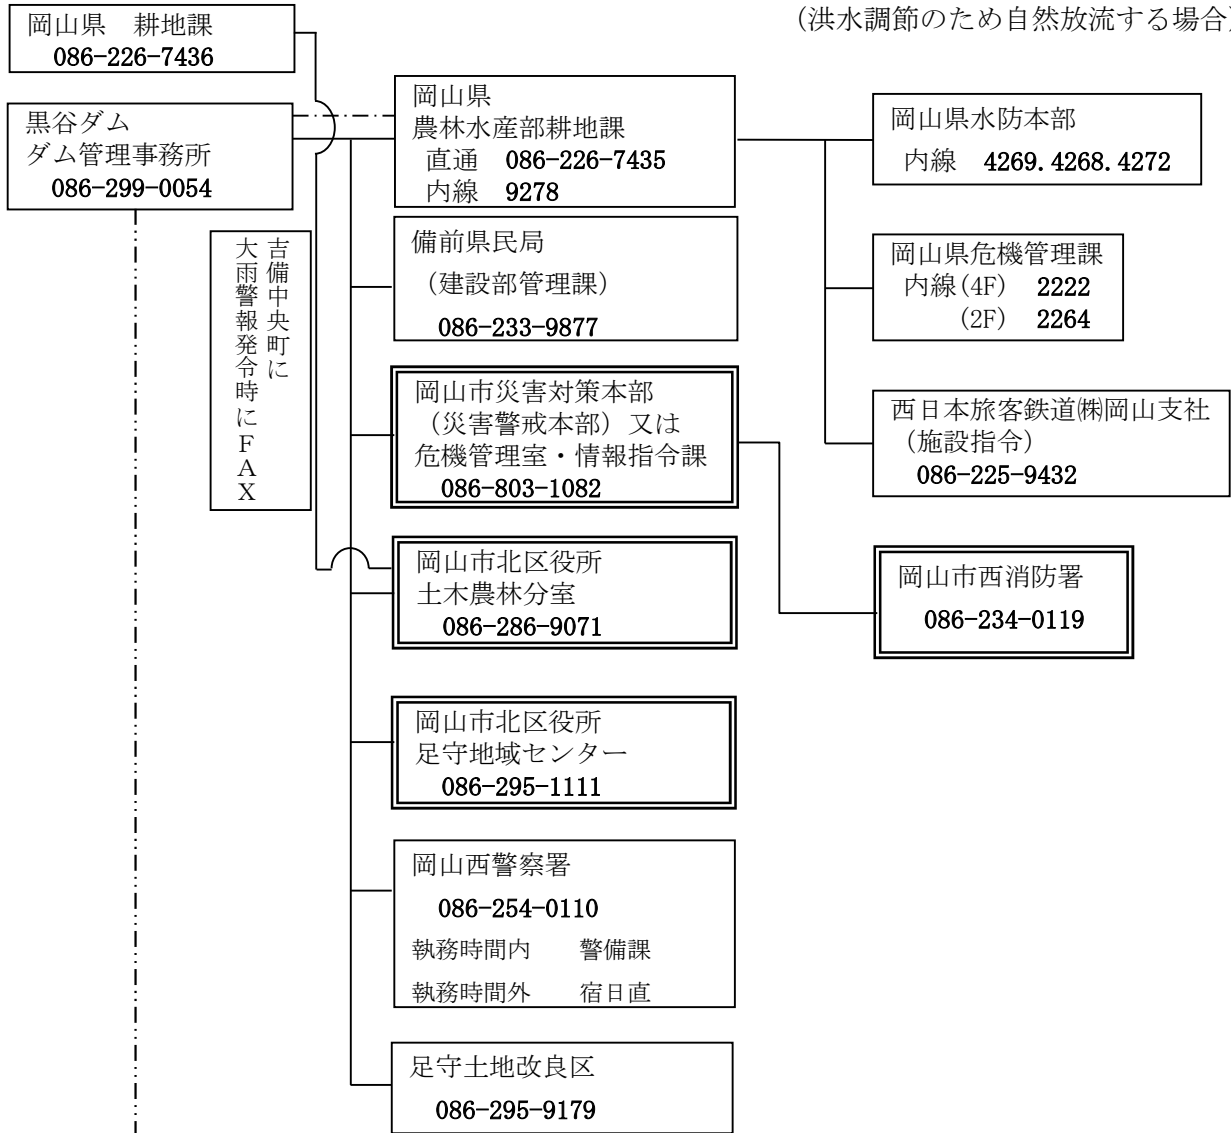 (洪水調節のため自然放流する場合)
岡山県　耕地課
086-226-7436
黒谷ダム
ダム管理事務所
086-299-0054
吉備中央町に
大雨警報発令時にFAX
岡山県
農林水産部耕地課
直通　086-226-7435
内線　9278
備前県民局
（建設部管理課）
086-233-9877
岡山市災害対策本部
（災害警戒本部）又は
危機管理室・情報指令課
086-803-1082
岡山市北区役所
土木農林分室
086-286-9071
岡山市北区役所
足守地域センター
086-295-1111
岡山西警察署
086-254-0110
執務時間内　　警備課
執務時間外　　宿日直
足守土地改良区
086-295-9179
岡山県水防本部
内線　4269.4268.4272
岡山県危機管理課
内線(4F)　2222
(2F)　2264
西日本旅客鉄道㈱岡山支社
（施設指令）
086-225-9432
岡山市西消防署
086-234-0119